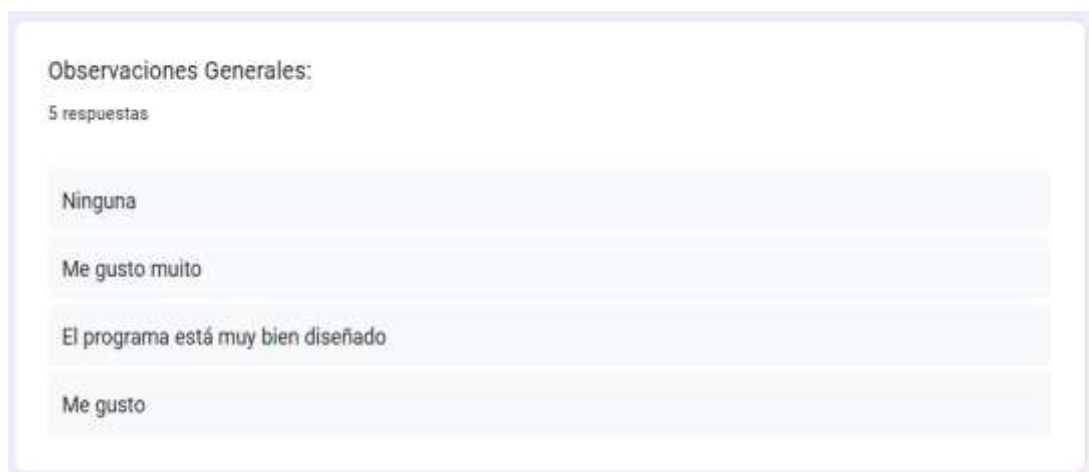 Observaciones Generales:
5 respuestas
Ninguna
Me gusto muito
El programa está muy bien diseñado
Me gusto